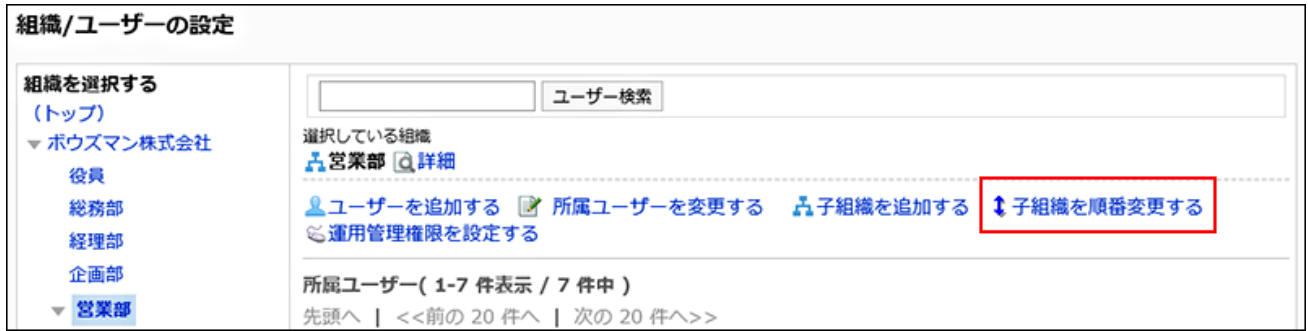 組織/ユーザーの設定
組織を選択する
(トップ)
ボウズマン株式会社
役員
総務部
経理部
企画部
営業部
ユーザー検索
選択している組織
営業部 詳細
ユーザーを追加する 所属ユーザーを変更する 子組織を追加する 子組織を順番変更する
運用管理権限を設定する
所属ユーザー( 1-7 件表示 / 7 件中 )
先頭へ | <<前の 20 件へ | 次の 20 件へ>>